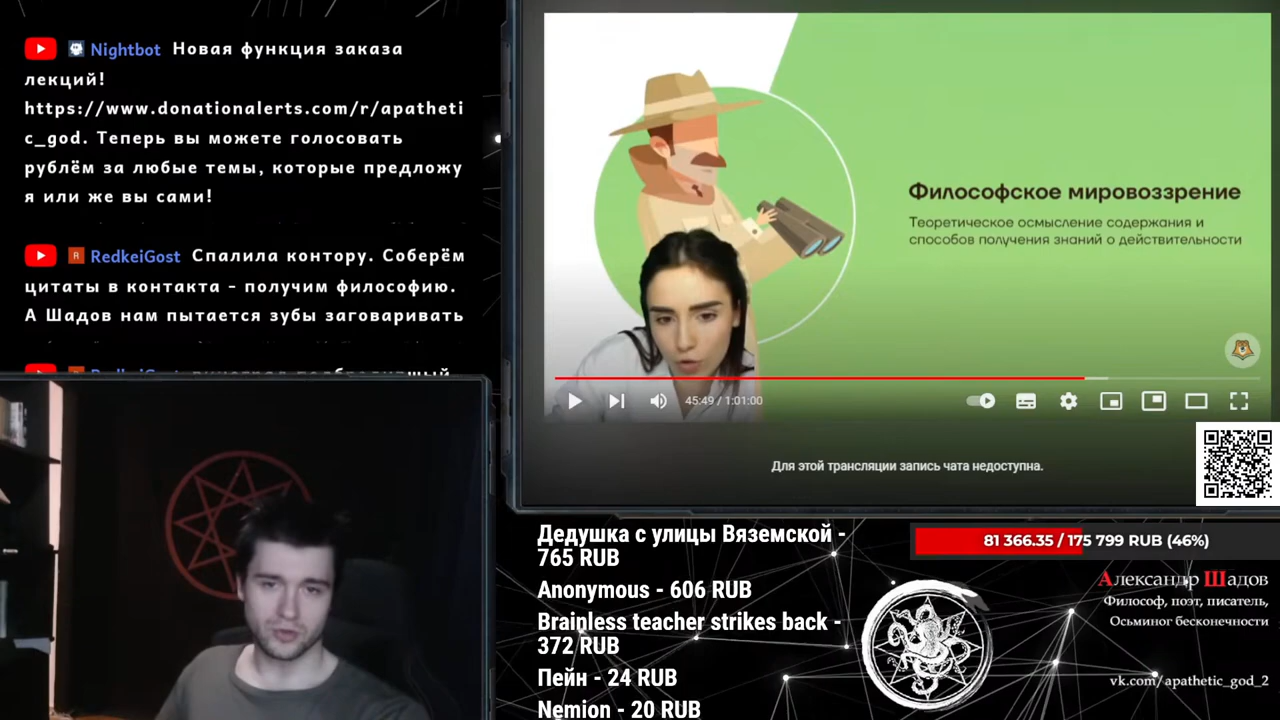 Nightbot Новая функция заказа
лекций!
https://www.donationalerts.com/r/apatheti
c_god. Теперь вы можете голосовать
рублём за любые темы, которые предложу
я или же вы сами!
RedkeiGost Спалила контору. Соберём
цитаты в контакта - получим философию.
А Шадов нам пытается зубы заговаривать
Философское мировоззрение
Теоретическое осмысление содержания и
способов получения знаний о действительности
45:49 / 1:01:00
Для этой трансляции запись чата недоступна.
Дедушка с улицы Вяземской -
765 RUB
Anonymous - 606 RUB
Brainless teacher strikes back -
372 RUB
Пейн - 24 RUB
Nemion - 20 RUB
81 366.35 / 175 799 RUB (46%)
Александр Шадов
Философ, поэт, писатель,
Осьминог бесконечности
vk.com/apathetic_god_2